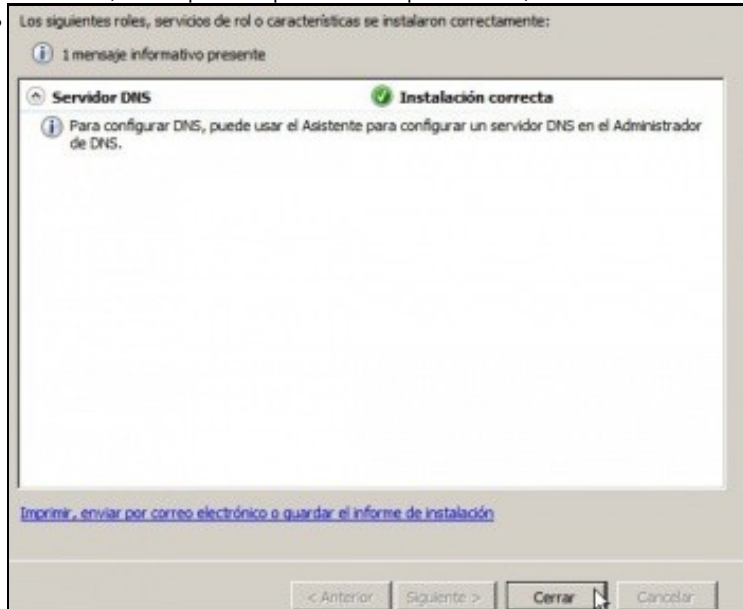 Los siguientes roles, servicios de rol o características se instalaron correctamente:
1 mensaje informativo presente
Servidor DNS
Instalación correcta
Para configurar DNS, puede usar el Asistente para configurar un servidor DNS en el Administrador
de DNS.
Imprimir, enviar por correo electrónico o guardar el informe de instalación
< Anterior
Siguiente >
Cerrar
Cancelar